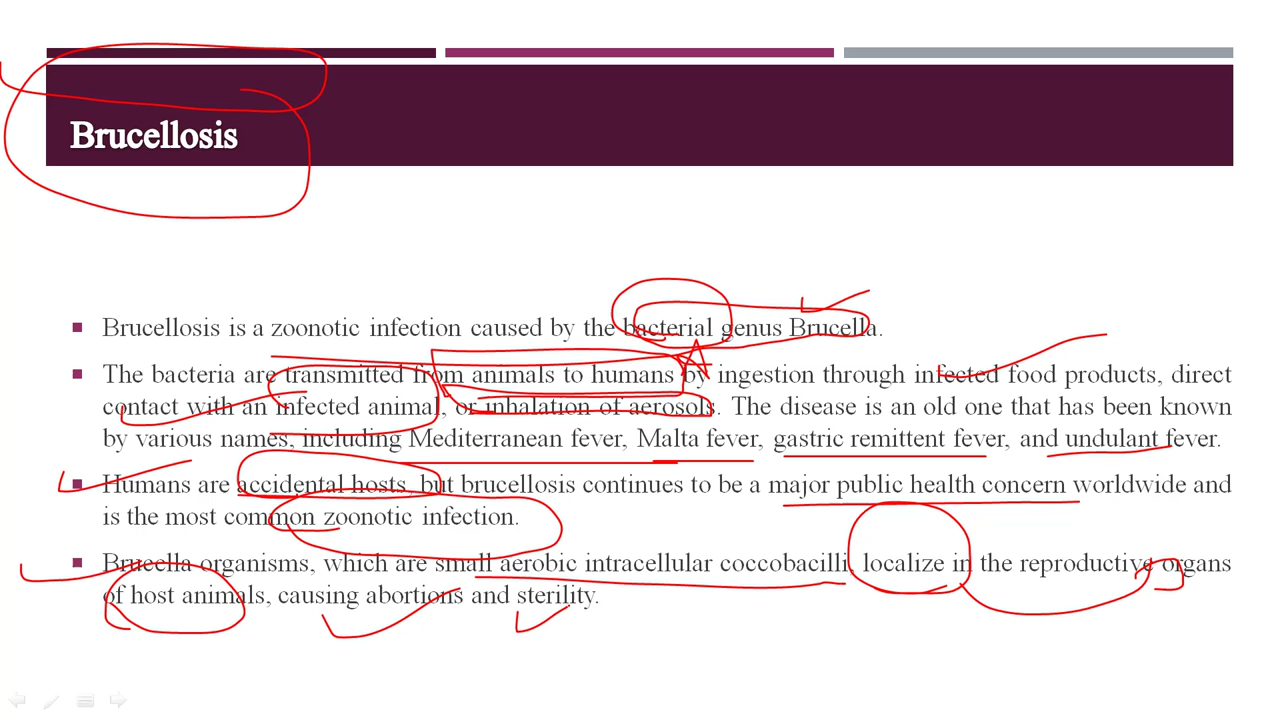 Brucellosis
Brucellosis is a zoonotic infection caused by the bacterial genus Brucella.
The bacteria are transmitted from animals to humans by ingestion through infected food products, direct
contact with an infected animal, or inhalation of aerosols. The disease is an old one that has been known
by various names, including Mediterranean fever, Malta fever, gastric remittent fever, and undulant fever.
Humans are accidental hosts, but brucellosis continues to be a major public health concern worldwide and
is the most common zoonotic infection.
Brucella organisms, which are small aerobic intracellular coccobacilli, localize in the reproductive organs
of host animals, causing abortions and sterility.